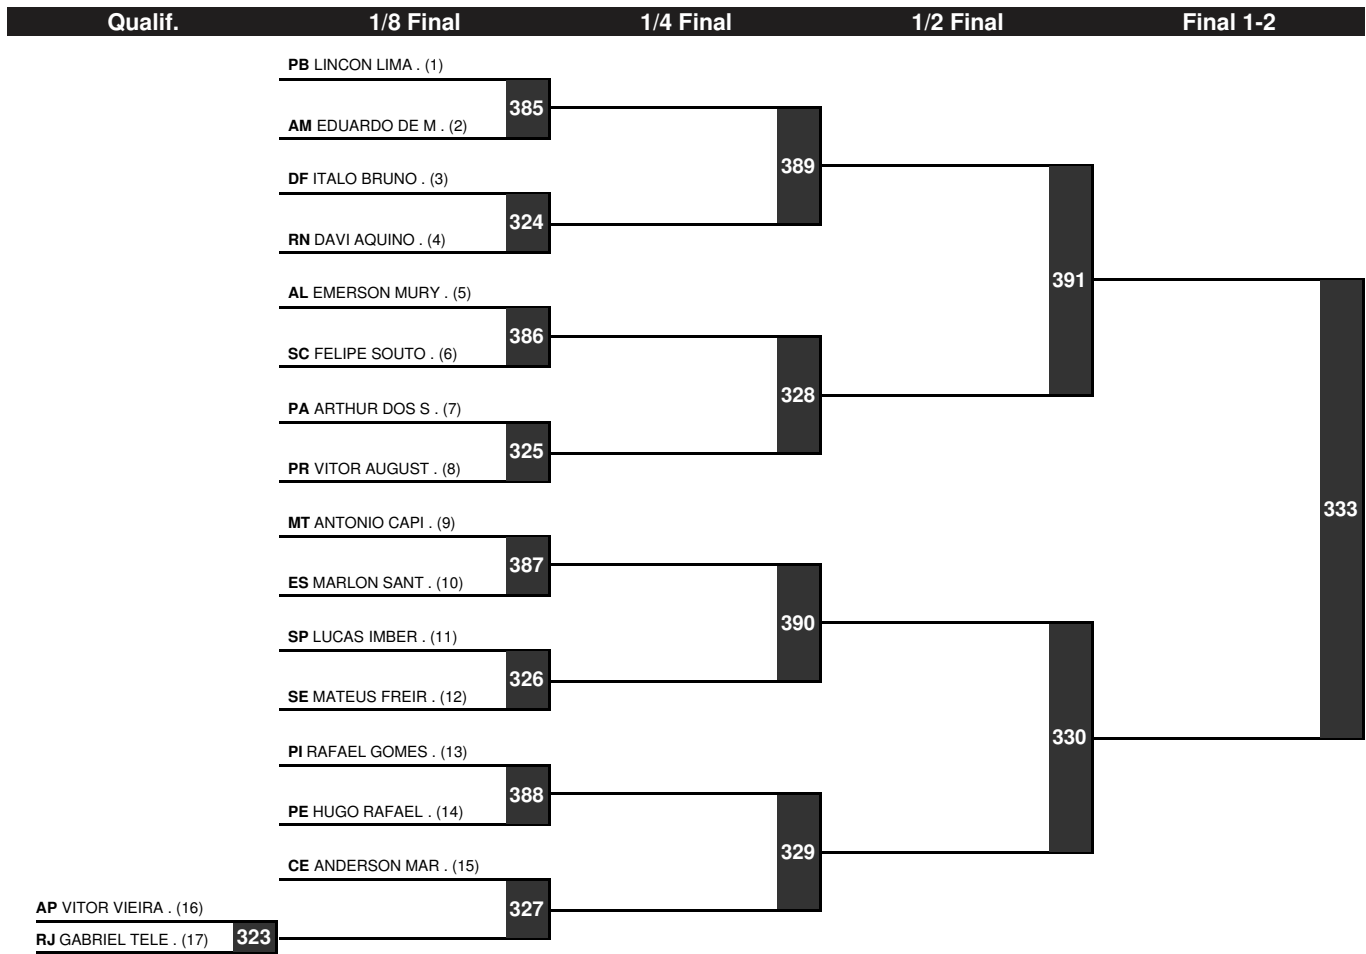 Qualif. 1/8 Final 1/4 Final 1/2 Final Final 1-2
PB LINCON LIMA . (1)
385
AM EDUARDO DE M . (2)
389
DF ITALO BRUNO . (3)
324
RN DAVI AQUINO . (4)
391
AL EMERSON MURY . (5)
386
SC FELIPE SOUTO . (6)
328
PA ARTHUR DOS S . (7)
325
PR VITOR AUGUST . (8)
333
MT ANTONIO CAPI . (9)
387
ES MARLON SANT . (10)
390
SP LUCAS IMBER . (11)
326
SE MATEUS FREIR . (12)
330
PI RAFAEL GOMES . (13)
388
PE HUGO RAFAEL . (14)
329
CE ANDERSON MAR . (15)
327
AP VITOR VIEIRA . (16)
323
RJ GABRIEL TELE . (17)